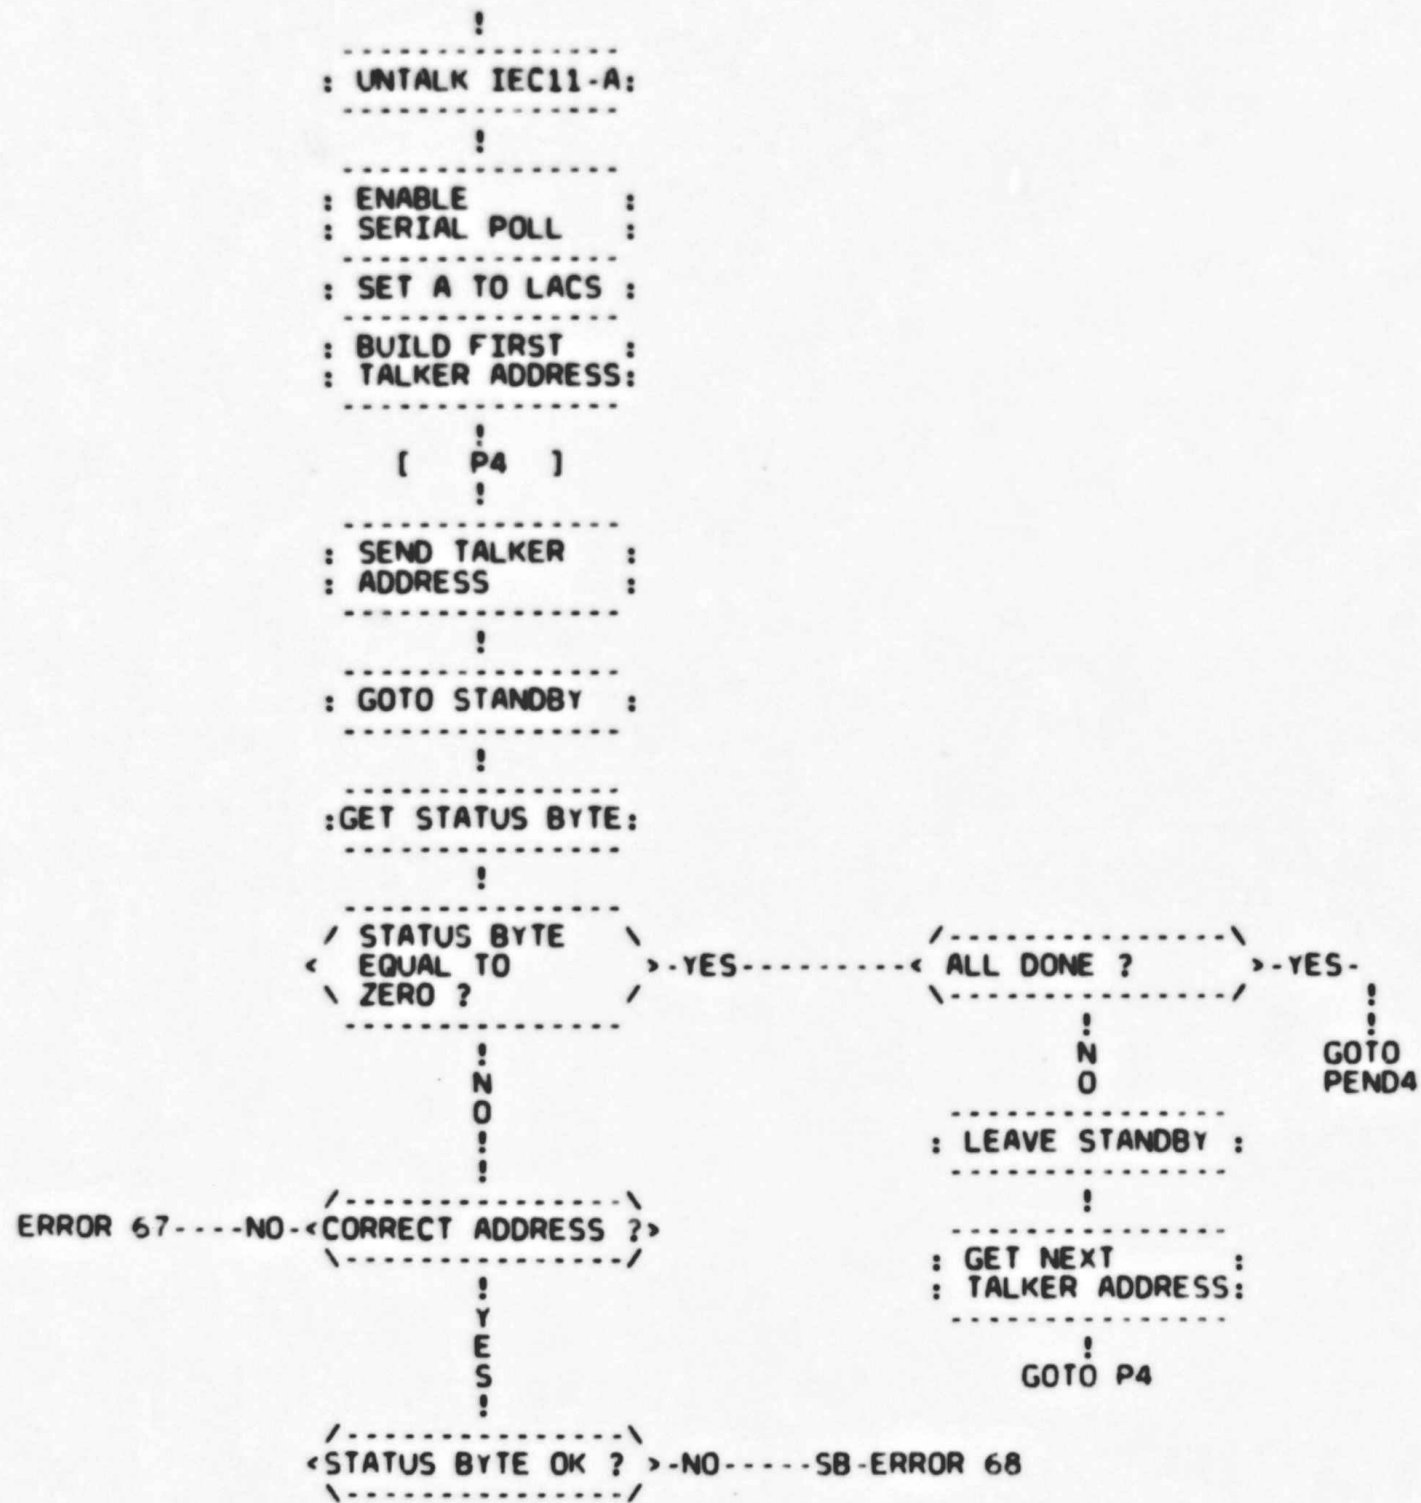 !
---------------
: UNTALK IEC11-A:
---------------
!
---------------
: ENABLE :
: SERIAL POLL :
---------------
: SET A TO LACS :
---------------
: BUILD FIRST :
: TALKER ADDRESS:
---------------
!
[ P4 ]
!
---------------
: SEND TALKER :
: ADDRESS :
---------------
!
---------------
: GOTO STANDBY :
---------------
!
---------------
:GET STATUS BYTE:
---------------
!
---------------
/ STATUS BYTE \ /---------------\
< EQUAL TO >-YES---------< ALL DONE ? >-YES-
\ ZERO ? / \---------------/ !
--------------- ! !
! N GOTO
N O PEND4
O ---------------
! : LEAVE STANDBY :
! ---------------
/---------------\ !
ERROR 67----NO-<CORRECT ADDRESS ?> ---------------
\---------------/ : GET NEXT :
! : TALKER ADDRESS:
Y ---------------
E !
S GOTO P4
!
/---------------\
<STATUS BYTE OK ? >-NO-----SB-ERROR 68
\---------------/